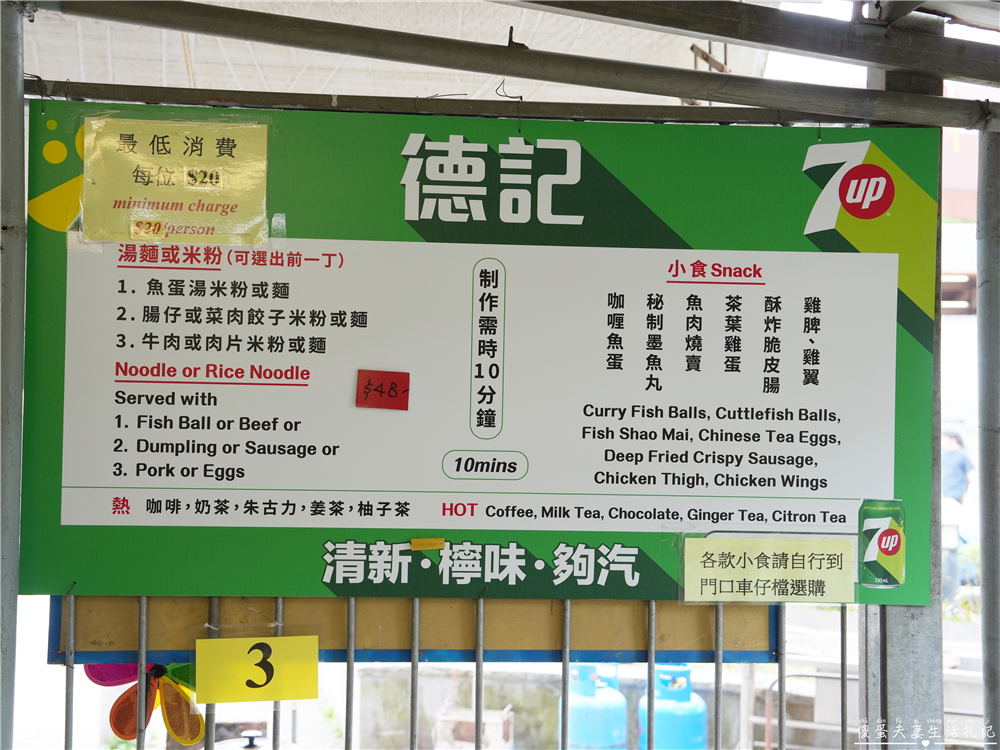 最低消費
每位 $20
minimum charge
$20/person
德記
7up
湯麵或米粉(可選出前一丁)
1. 魚蛋湯米粉或麵
2. 腸仔或菜肉餃子米粉或麵
3. 牛肉或肉片米粉或麵
Noodle or Rice Noodle
Served with
1. Fish Ball or Beef or
2. Dumpling or Sausage or
3. Pork or Eggs
$48-
制作需時10分鐘
10mins
小食 Snack
咖喱魚蛋
秘制墨魚丸
魚肉燒賣
茶葉雞蛋
酥炸脆皮腸
雞脾、雞翼
Curry Fish Balls, Cuttlefish Balls,
Fish Shao Mai, Chinese Tea Eggs,
Deep Fried Crispy Sausage,
Chicken Thigh, Chicken Wings
熱 咖啡,奶茶,朱古力,姜茶,柚子茶 HOT Coffee, Milk Tea, Chocolate, Ginger Tea, Citron Tea
清新·檸味·夠汽
各款小食請自行到
門口車仔檔選購
7up
330mL
3
傻蛋夫妻生活札記